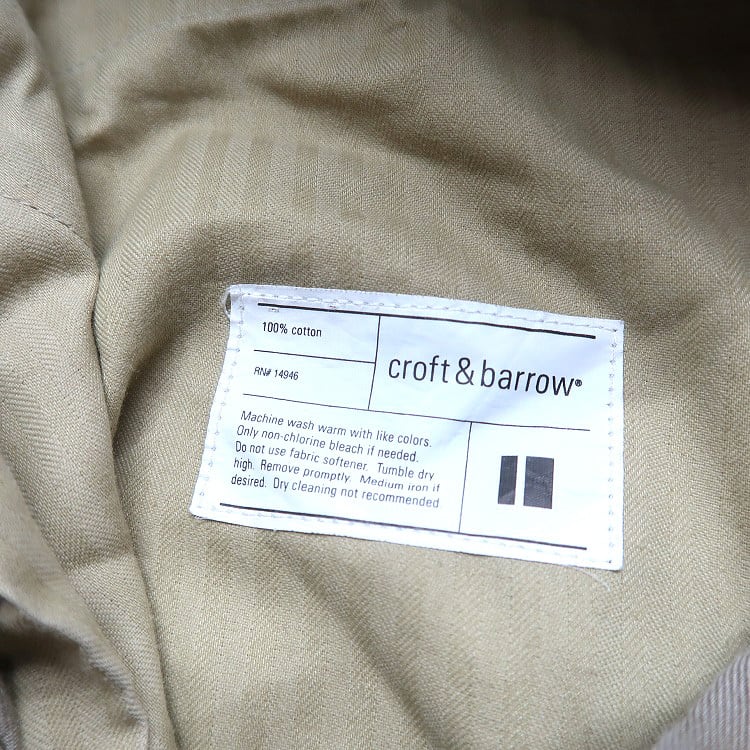 100% cotton
RN# 14946
croft & barrow®
Machine wash warm with like colors.
Only non-chlorine bleach if needed.
Do not use fabric softener. Tumble dry
high. Remove promptly. Medium iron if
desired. Dry cleaning not recommended